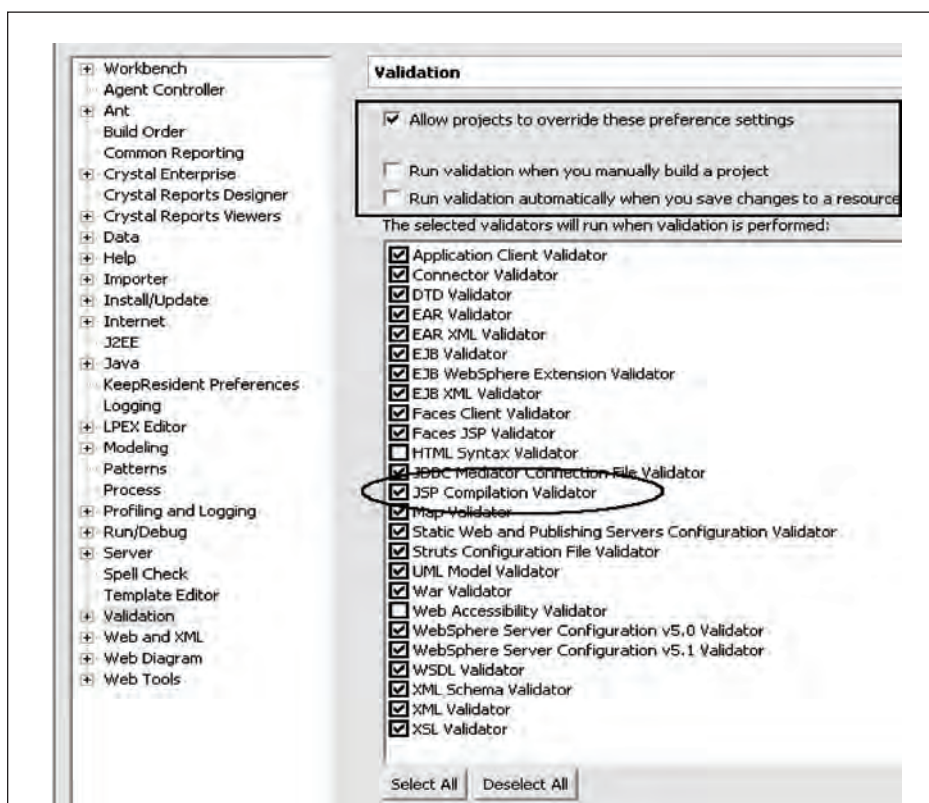 Workbench
Agent Controller
Ant
Build Order
Common Reporting
Crystal Enterprise
Crystal Reports Designer
Crystal Reports Viewers
Data
Help
Importer
Install/Update
Internet
J2EE
Java
KeepResident Preferences
Logging
LPEX Editor
Modeling
Patterns
Process
Profiling and Logging
Run/Debug
Server
Spell Check
Template Editor
Validation
Web and XML
Web Diagram
Web Tools
Validation
Allow projects to override these preference settings
Run validation when you manually build a project
Run validation automatically when you save changes to a resource
The selected validators will run when validation is performed:
Application Client Validator
Connector Validator
DTD Validator
EAR Validator
EAR XML Validator
EJB Validator
EJB WebSphere Extension Validator
EJB XML Validator
Faces Client Validator
Faces JSP Validator
HTML Syntax Validator
JDBC Mediator Connection File Validator
JSP Compilation Validator
Map Validator
Static Web and Publishing Servers Configuration Validator
Struts Configuration File Validator
UML Model Validator
War Validator
Web Accessibility Validator
WebSphere Server Configuration v5.0 Validator
WebSphere Server Configuration v5.1 Validator
WSDL Validator
XML Schema Validator
XML Validator
XSL Validator
Select All
Deselect All